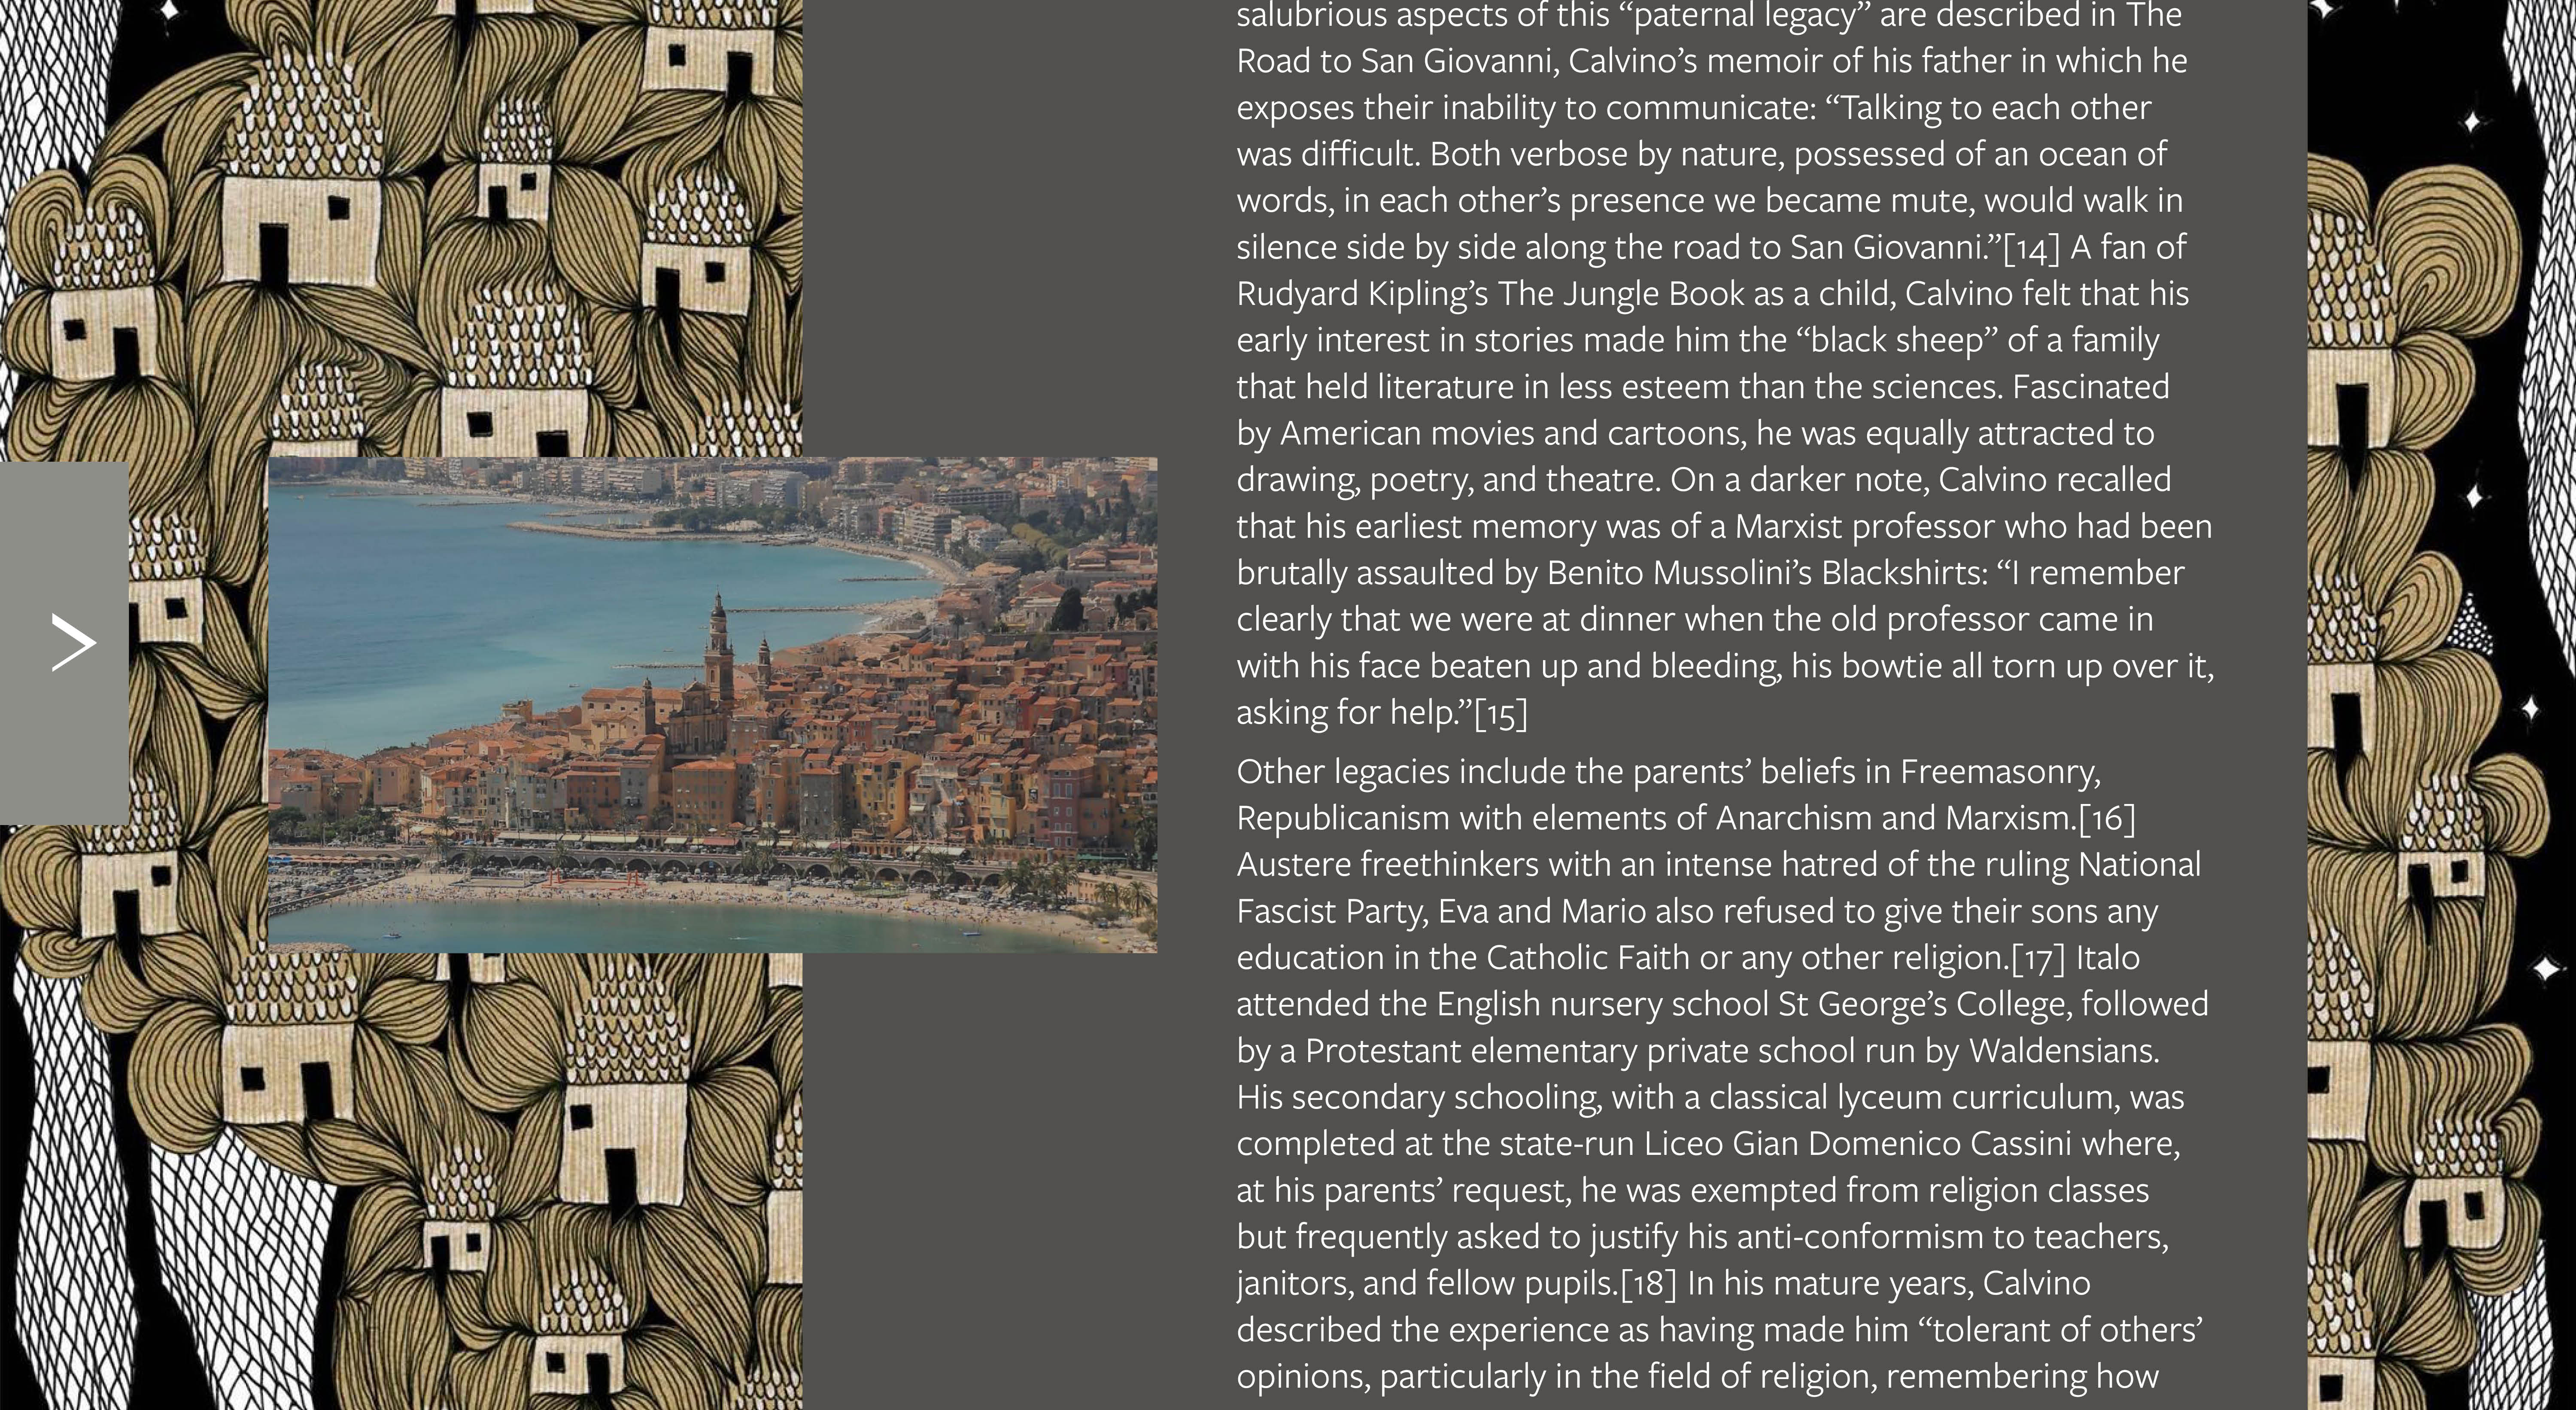 salubrious aspects of this “paternal legacy” are described in The
Road to San Giovanni, Calvino’s memoir of his father in which he
exposes their inability to communicate: “Talking to each other
was difficult. Both verbose by nature, possessed of an ocean of
words, in each other’s presence we became mute, would walk in
silence side by side along the road to San Giovanni.”[14] A fan of
Rudyard Kipling’s The Jungle Book as a child, Calvino felt that his
early interest in stories made him the “black sheep” of a family
that held literature in less esteem than the sciences. Fascinated
by American movies and cartoons, he was equally attracted to
drawing, poetry, and theatre. On a darker note, Calvino recalled
that his earliest memory was of a Marxist professor who had been
brutally assaulted by Benito Mussolini’s Blackshirts: “I remember
clearly that we were at dinner when the old professor came in
with his face beaten up and bleeding, his bowtie all torn up over it,
asking for help.”[15]
Other legacies include the parents’ beliefs in Freemasonry,
Republicanism with elements of Anarchism and Marxism.[16]
Austere freethinkers with an intense hatred of the ruling National
Fascist Party, Eva and Mario also refused to give their sons any
education in the Catholic Faith or any other religion.[17] Italo
attended the English nursery school St George’s College, followed
by a Protestant elementary private school run by Waldensians.
His secondary schooling, with a classical lyceum curriculum, was
completed at the state-run Liceo Gian Domenico Cassini where,
at his parents’ request, he was exempted from religion classes
but frequently asked to justify his anti-conformism to teachers,
janitors, and fellow pupils.[18] In his mature years, Calvino
described the experience as having made him “tolerant of others’
opinions, particularly in the field of religion, remembering how